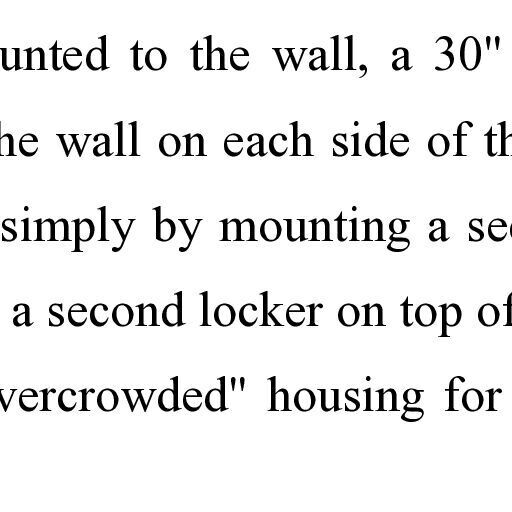 unted to the wall, a 30"
he wall on each side of th
simply by mounting a sec
a second locker on top of
vercrowded" housing for